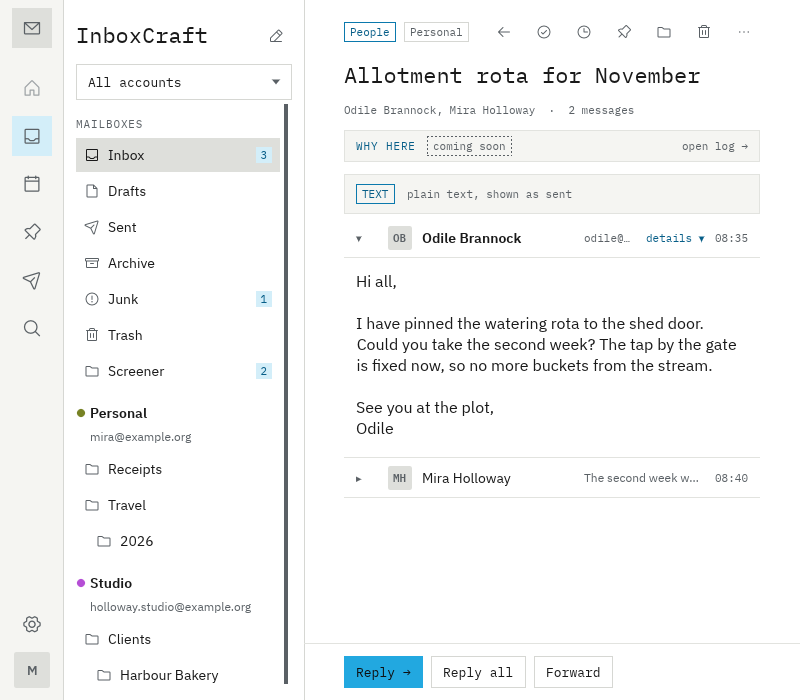 InboxCraft
All accounts
MAILBOXES
Inbox 3
Drafts
Sent
Archive
Junk 1
Trash
Screener 2
Personal
mira@example.org
Receipts
Travel
2026
Studio
holloway.studio@example.org
Clients
Harbour Bakery
M
People Personal
Allotment rota for November
Odile Brannock, Mira Holloway · 2 messages
WHY HERE coming soon open log →
TEXT plain text, shown as sent
▾ OB Odile Brannock odile@… details ▾ 08:35
Hi all,
I have pinned the watering rota to the shed door.
Could you take the second week? The tap by the gate
is fixed now, so no more buckets from the stream.
See you at the plot,
Odile
▸ MH Mira Holloway The second week w… 08:40
Reply → Reply all Forward